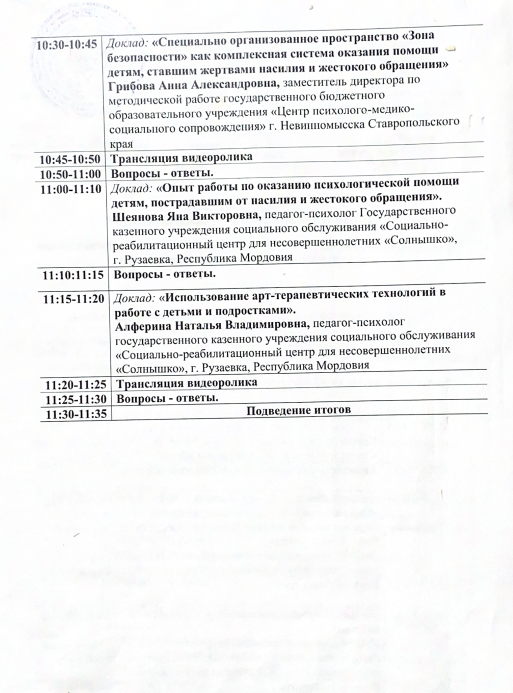 10:30-10:45 Доклад: «Специально организованное пространство «Зона
безопасности» как комплексная система оказания помощи
детям, ставшим жертвами насилия и жестокого обращения»
Грибова Анна Александровна, заместитель директора по
методической работе государственного бюджетного
образовательного учреждения «Центр психолого-медико-
социального сопровождения» г. Невинномысска Ставропольского
края
10:45-10:50 Трансляция видеоролика
10:50-11:00 Вопросы - ответы.
11:00-11:10 Доклад: «Опыт работы по оказанию психологической помощи
детям, пострадавшим от насилия и жестокого обращения».
Шеянова Яна Викторовна, педагог-психолог Государственного
казенного учреждения социального обслуживания «Социально-
реабилитационный центр для несовершеннолетних «Солнышко»,
г. Рузаевка, Республика Мордовия
11:10:11:15 Вопросы - ответы.
11:15-11:20 Доклад: «Использование арт-терапевтических технологий в
работе с детьми и подростками».
Алферина Наталья Владимировна, педагог-психолог
государственного казенного учреждения социального обслуживания
«Социально-реабилитационный центр для несовершеннолетних
«Солнышко», г. Рузаевка, Республика Мордовия
11:20-11:25 Трансляция видеоролика
11:25-11:30 Вопросы - ответы.
11:30-11:35 Подведение итогов